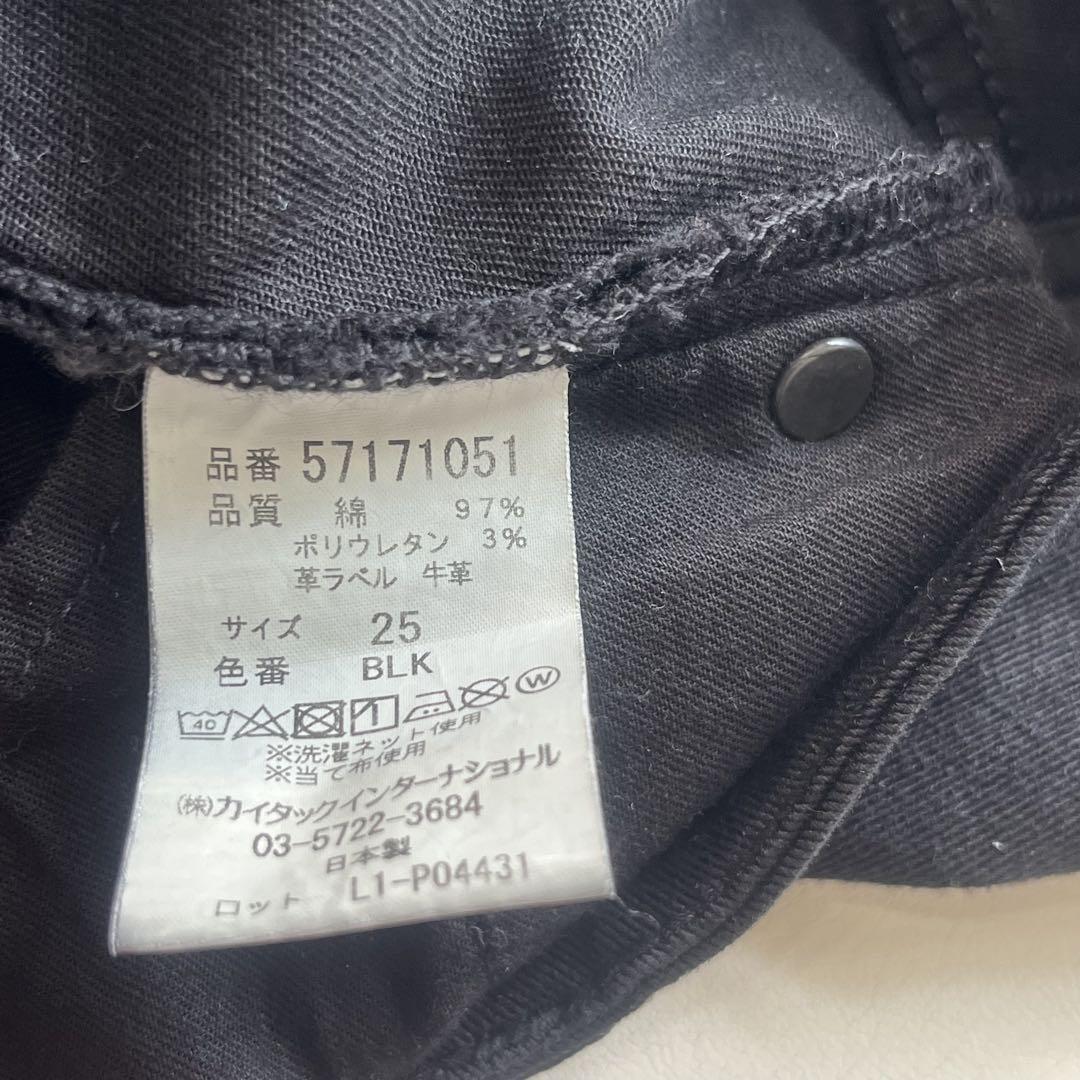 品番 57171051
品質 綿 97%
ポリウレタン 3%
革ラベル 牛革
サイズ 25
色番 BLK
40 W
※洗濯ネット使用
※当て布使用
(株)カイタックインターナショナル
03-5722-3684
日本製
ロット L1-P04431